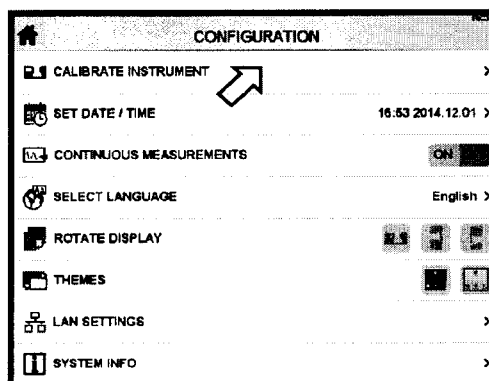 CONFIGURATION
CALIBRATE INSTRUMENT
SET DATE / TIME 16:53 2014.12.01
CONTINUOUS MEASUREMENTS ON
SELECT LANGUAGE English
ROTATE DISPLAY
THEMES
LAN SETTINGS
SYSTEM INFO